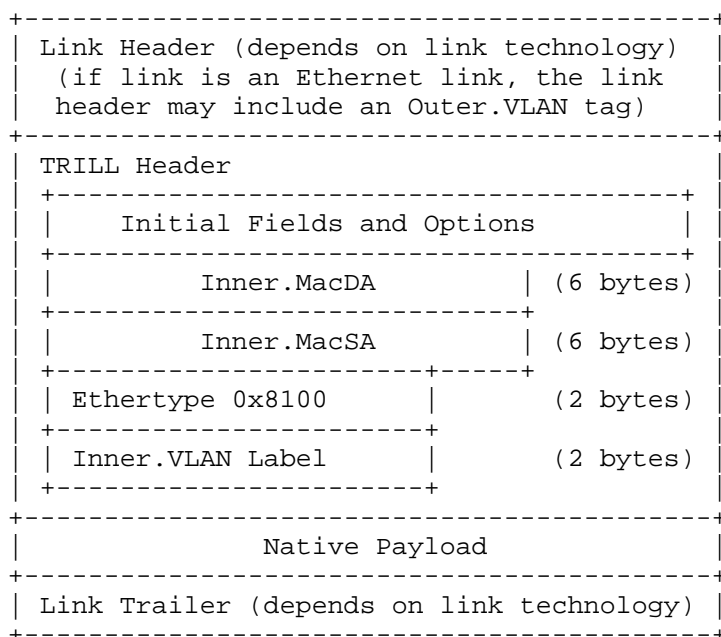 Link Header (depends on link technology)
(if link is an Ethernet link, the link
header may include an Outer.VLAN tag)
TRILL Header
Initial Fields and Options
Inner.MacDA (6 bytes)
Inner.MacSA (6 bytes)
Ethertype 0x8100 (2 bytes)
Inner.VLAN Label (2 bytes)
Native Payload
Link Trailer (depends on link technology)